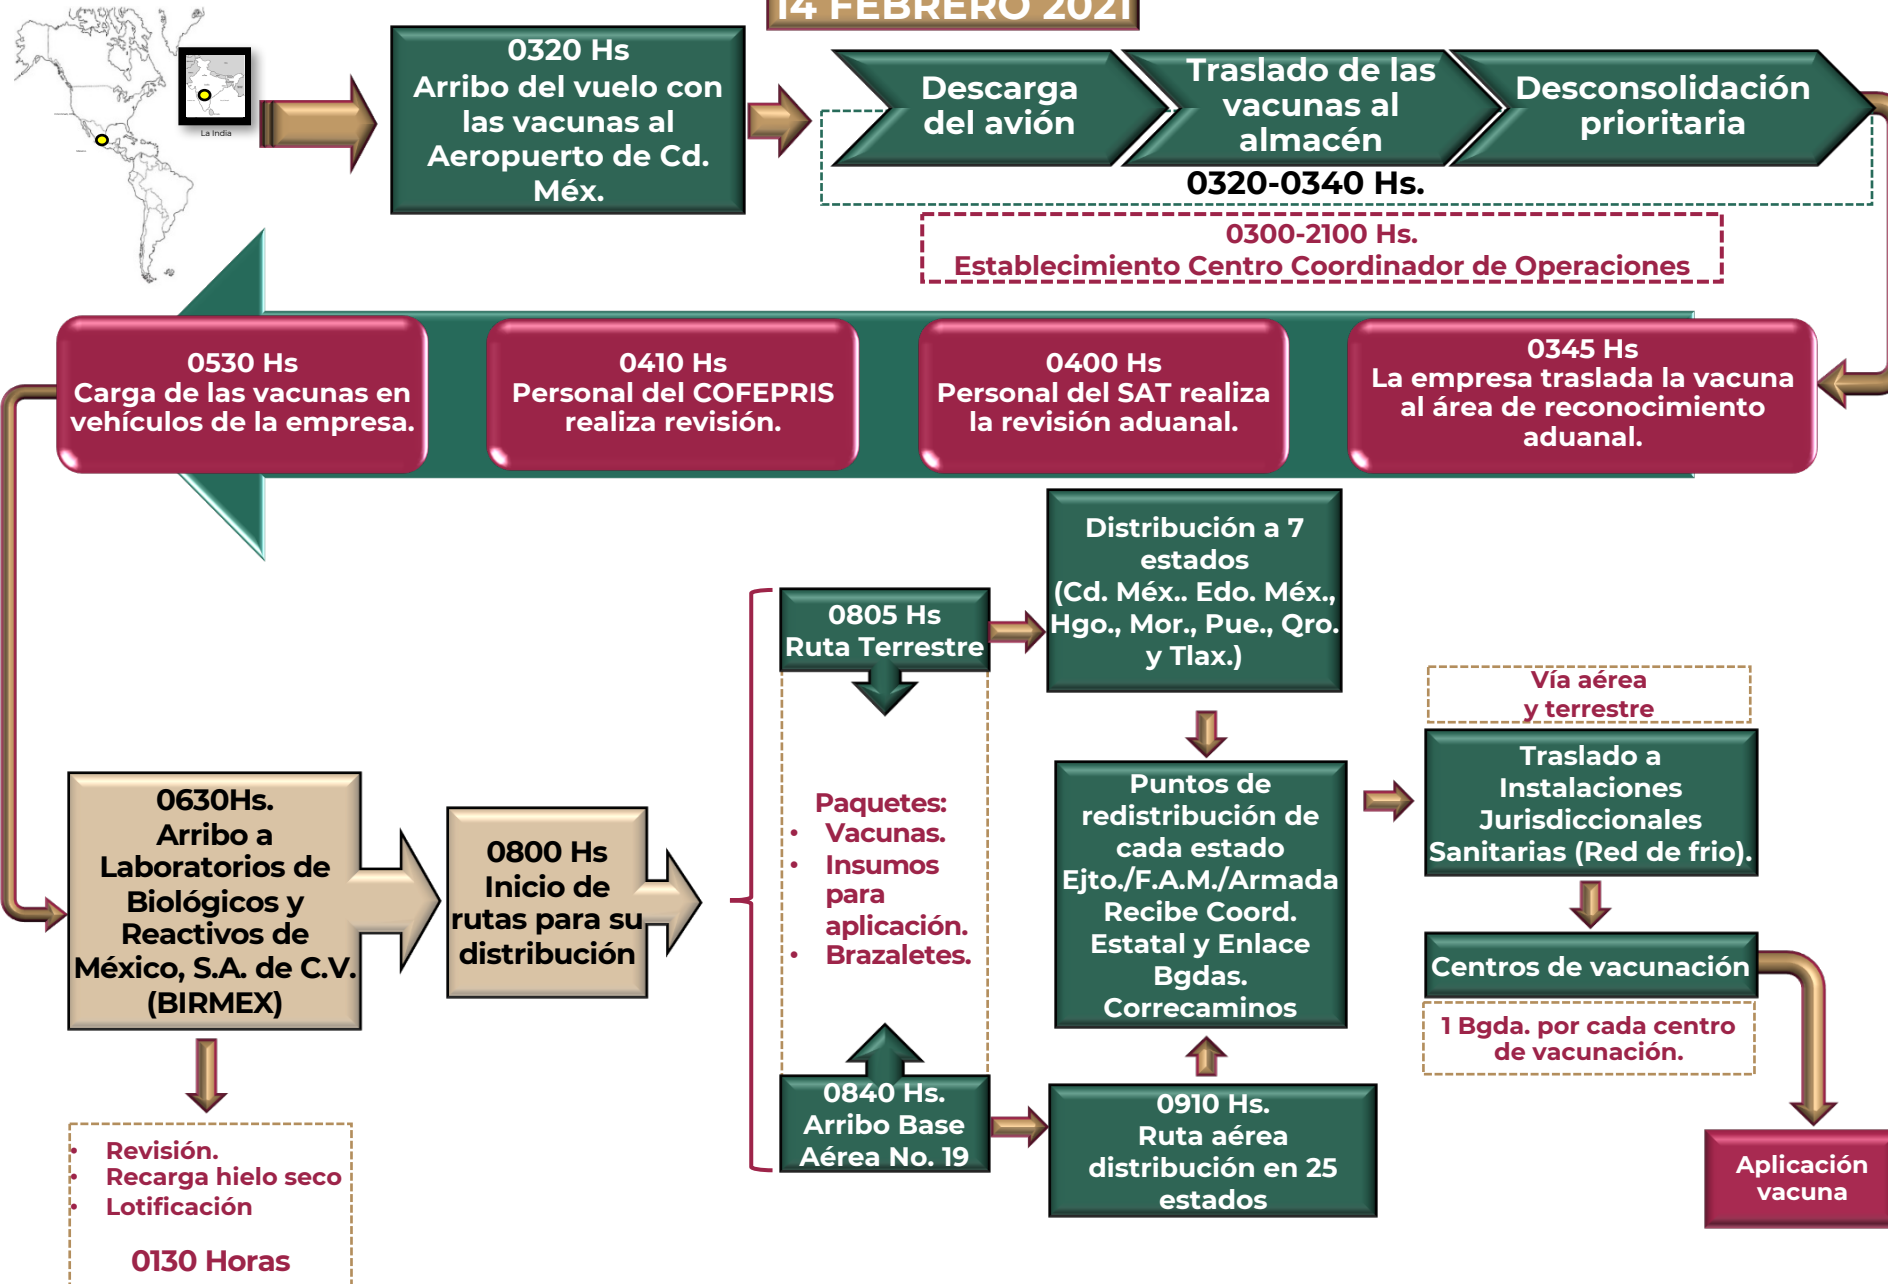 14 FEBRERO 2021
La India
0320 Hs
Arribo del vuelo con
las vacunas al
Aeropuerto de Cd.
Méx.
Descarga
del avión
Traslado de las
vacunas al
almacén
Desconsolidación
prioritaria
0320-0340 Hs.
0300-2100 Hs.
Establecimiento Centro Coordinador de Operaciones
0530 Hs
Carga de las vacunas en
vehículos de la empresa.
0410 Hs
Personal del COFEPRIS
realiza revisión.
0400 Hs
Personal del SAT realiza
la revisión aduanal.
0345 Hs
La empresa traslada la vacuna
al área de reconocimiento
aduanal.
0630Hs.
Arribo a
Laboratorios de
Biológicos y
Reactivos de
México, S.A. de C.V.
(BIRMEX)
• Revisión.
• Recarga hielo seco
• Lotificación
0130 Horas
0800 Hs
Inicio de
rutas para su
distribución
0805 Hs
Ruta Terrestre
Paquetes:
• Vacunas.
• Insumos
para
aplicación.
• Brazaletes.
0840 Hs.
Arribo Base
Aérea No. 19
Distribución a 7
estados
(Cd. Méx.. Edo. Méx.,
Hgo., Mor., Pue., Qro.
y Tlax.)
Puntos de
redistribución de
cada estado
Ejto./F.A.M./Armada
Recibe Coord.
Estatal y Enlace
Bgdas.
Correcaminos
0910 Hs.
Ruta aérea
distribución en 25
estados
Vía aérea
y terrestre
Traslado a
Instalaciones
Jurisdiccionales
Sanitarias (Red de frio).
Centros de vacunación
1 Bgda. por cada centro
de vacunación.
Aplicación
vacuna